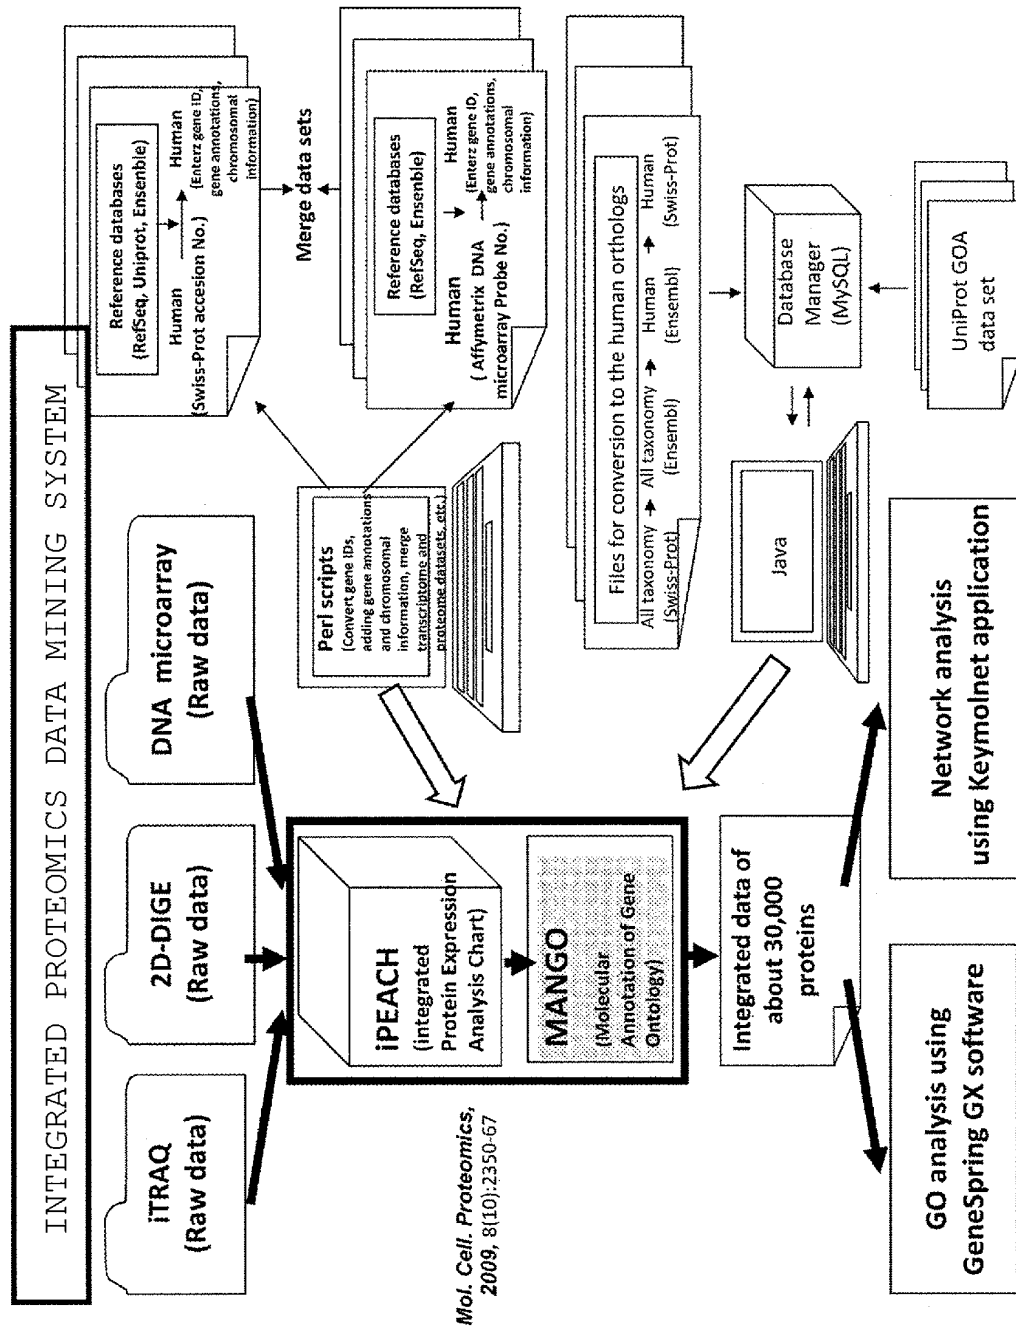 INTEGRATED PROTEOMICS DATA MINING SYSTEM
iTRAQ
(Raw data)
2D-DIGE
(Raw data)
DNA microarray
(Raw data)
iPEACH
(integrated
Protein Expression
Analysis Chart)
MANGO
(Molecular
Annotation of Gene
Ontology)
Mol. Cell. Proteomics,
2009, 8(10):2350-67
Integrated data of
about 30,000
proteins
GO analysis using
GeneSpring GX software
Network analysis
using Keymolnet application
Perl scripts
(Convert gene IDs,
adding gene annotations
and chromosomal
information, merge
transcriptome and
proteome datasets, etc.)
Reference databases
(RefSeq, Uniprot, Ensenble)
Human
(Swiss-Prot accesion No.)
Human
(Enterz gene ID,
gene annotations,
chromosomat
information)
Merge data sets
Reference databases
(RefSeq, Ensenble)
Human
( Affymetrix DNA
microarray Probe No.)
Human
(Enterz gene ID,
gene annotations,
chromosomal
information)
Files for conversion to the human orthologs
All taxonomy
(Swiss-Prot)
All taxonomy
(Ensembl)
Human
(Ensembl)
Human
(Swiss-Prot)
Java
Database
Manager
(MySQL)
UniProt GOA
data set